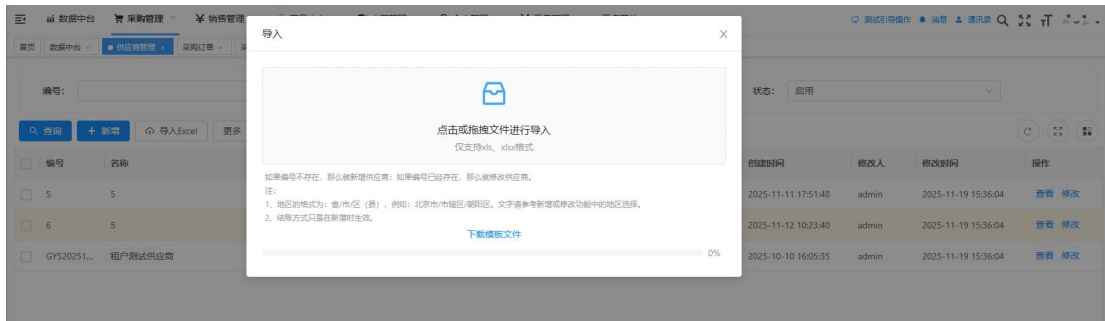 数据中台 采购管理 销售管理 测试引导操作 消息 通讯录
首页 数据中台 供应商管理 采购订单
导入
编号:
状态: 启用
点击或拖拽文件进行导入
仅支持xls、xlsx格式
查询 新增 导入Excel 更多
编号 名称 创建时间 修改人 修改时间 操作
如果编号不存在，那么就新增供应商；如果编号已经存在，那么就修改供应商。
注：
1、地区的格式为：省/市/区（县），例如：北京市/市辖区/朝阳区。文字请参考新增或修改功能中的地区选择。
2、结账方式只是在新增时生效。
下载模板文件
0%
5 5 2025-11-11 17:51:48 admin 2025-11-19 15:36:04 查看 修改
6 5 2025-11-12 10:23:40 admin 2025-11-19 15:36:04 查看 修改
GYS20251... 租户测试供应商 2025-10-10 16:05:35 admin 2025-11-19 15:36:04 查看 修改